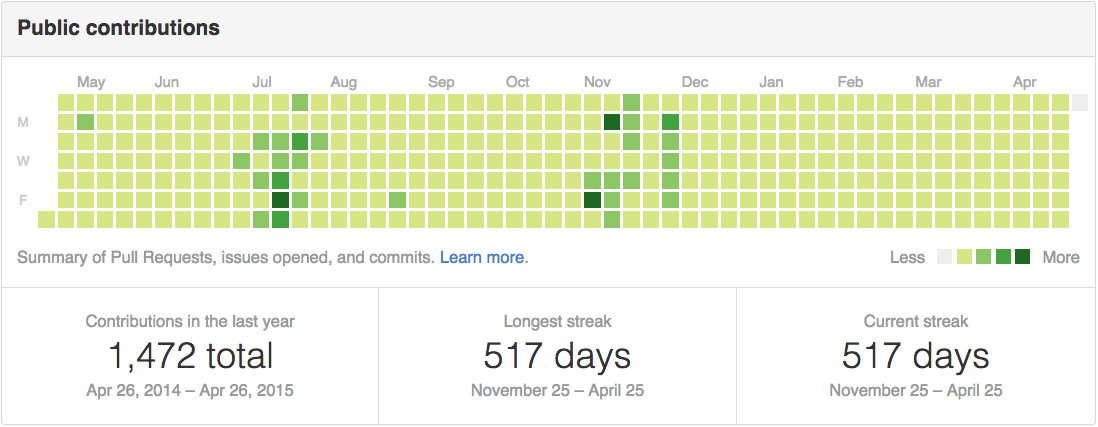 Public contributions
May Jun Jul Aug Sep Oct Nov Dec Jan Feb Mar Apr
M
W
F
Summary of Pull Requests, issues opened, and commits. Learn more.
Less More
Contributions in the last year
1,472 total
Apr 26, 2014 – Apr 26, 2015
Longest streak
517 days
November 25 – April 25
Current streak
517 days
November 25 – April 25